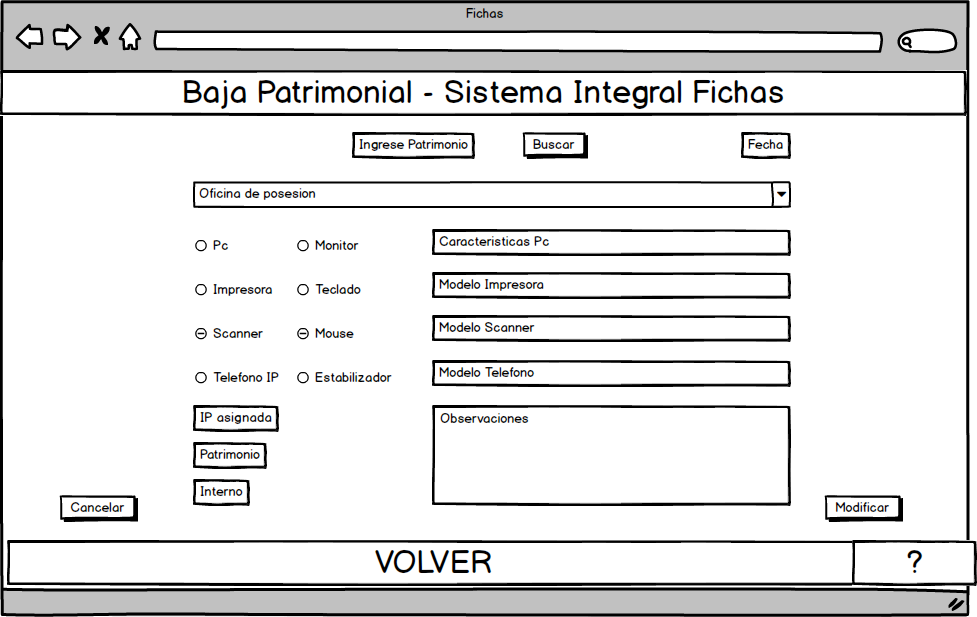 Fichas
Baja Patrimonial - Sistema Integral Fichas
Ingrese Patrimonio
Buscar
Fecha
Oficina de posesion
Pc
Monitor
Caracteristicas Pc
Impresora
Teclado
Modelo Impresora
Scanner
Mouse
Modelo Scanner
Telefono IP
Estabilizador
Modelo Telefono
IP asignada
Observaciones
Patrimonio
Interno
Cancelar
Modificar
VOLVER
?